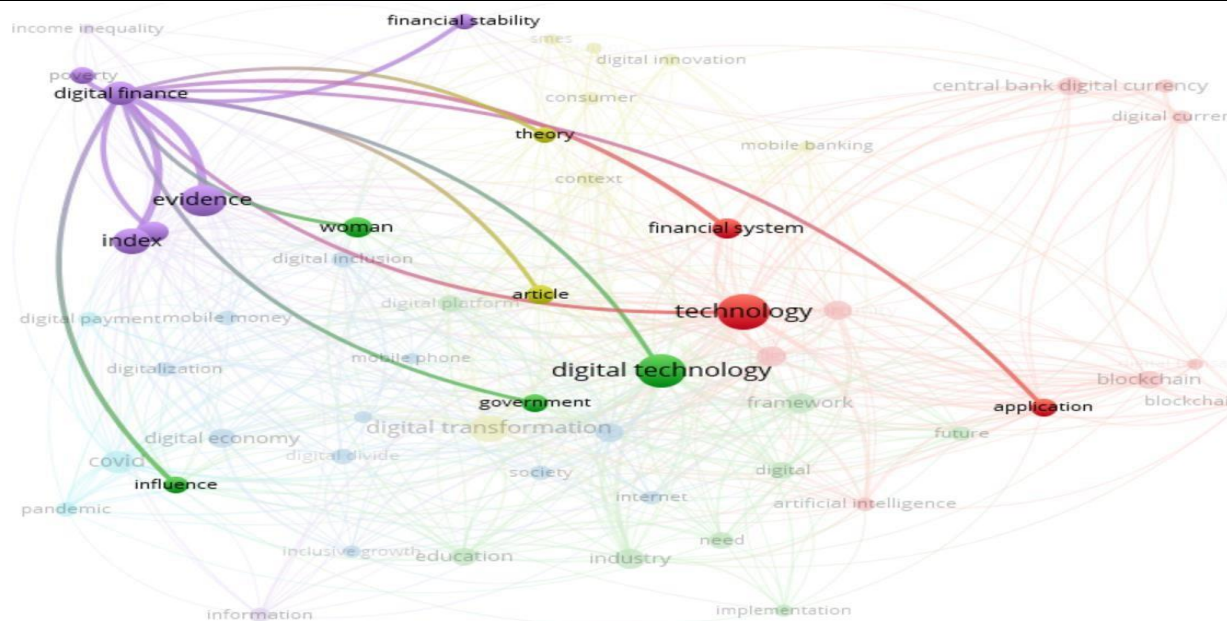 financial stability
income inequality
smes
digital innovation
poverty
central bank digital currency
digital finance
consumer
digital curren
theory
mobile banking
context
evidence
woman
financial system
index
digital inclusion
article
digital platform
technology
digital payment
mobile money
mobile phone
digitalization
digital technology
blockchain
government
framework
application
blockchai
digital transformation
future
digital economy
digital divide
covid
society
digital
influence
internet
artificial intelligence
pandemic
need
inclusive growth
education
industry
information
implementation